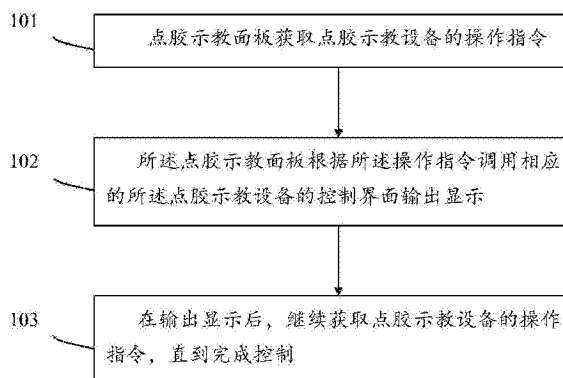 101
点胶示教面板获取点胶示教设备的操作指令
102
所述点胶示教面板根据所述操作指令调用相应
的所述点胶示教设备的控制界面输出显示
103
在输出显示后，继续获取点胶示教设备的操作
指令，直到完成控制